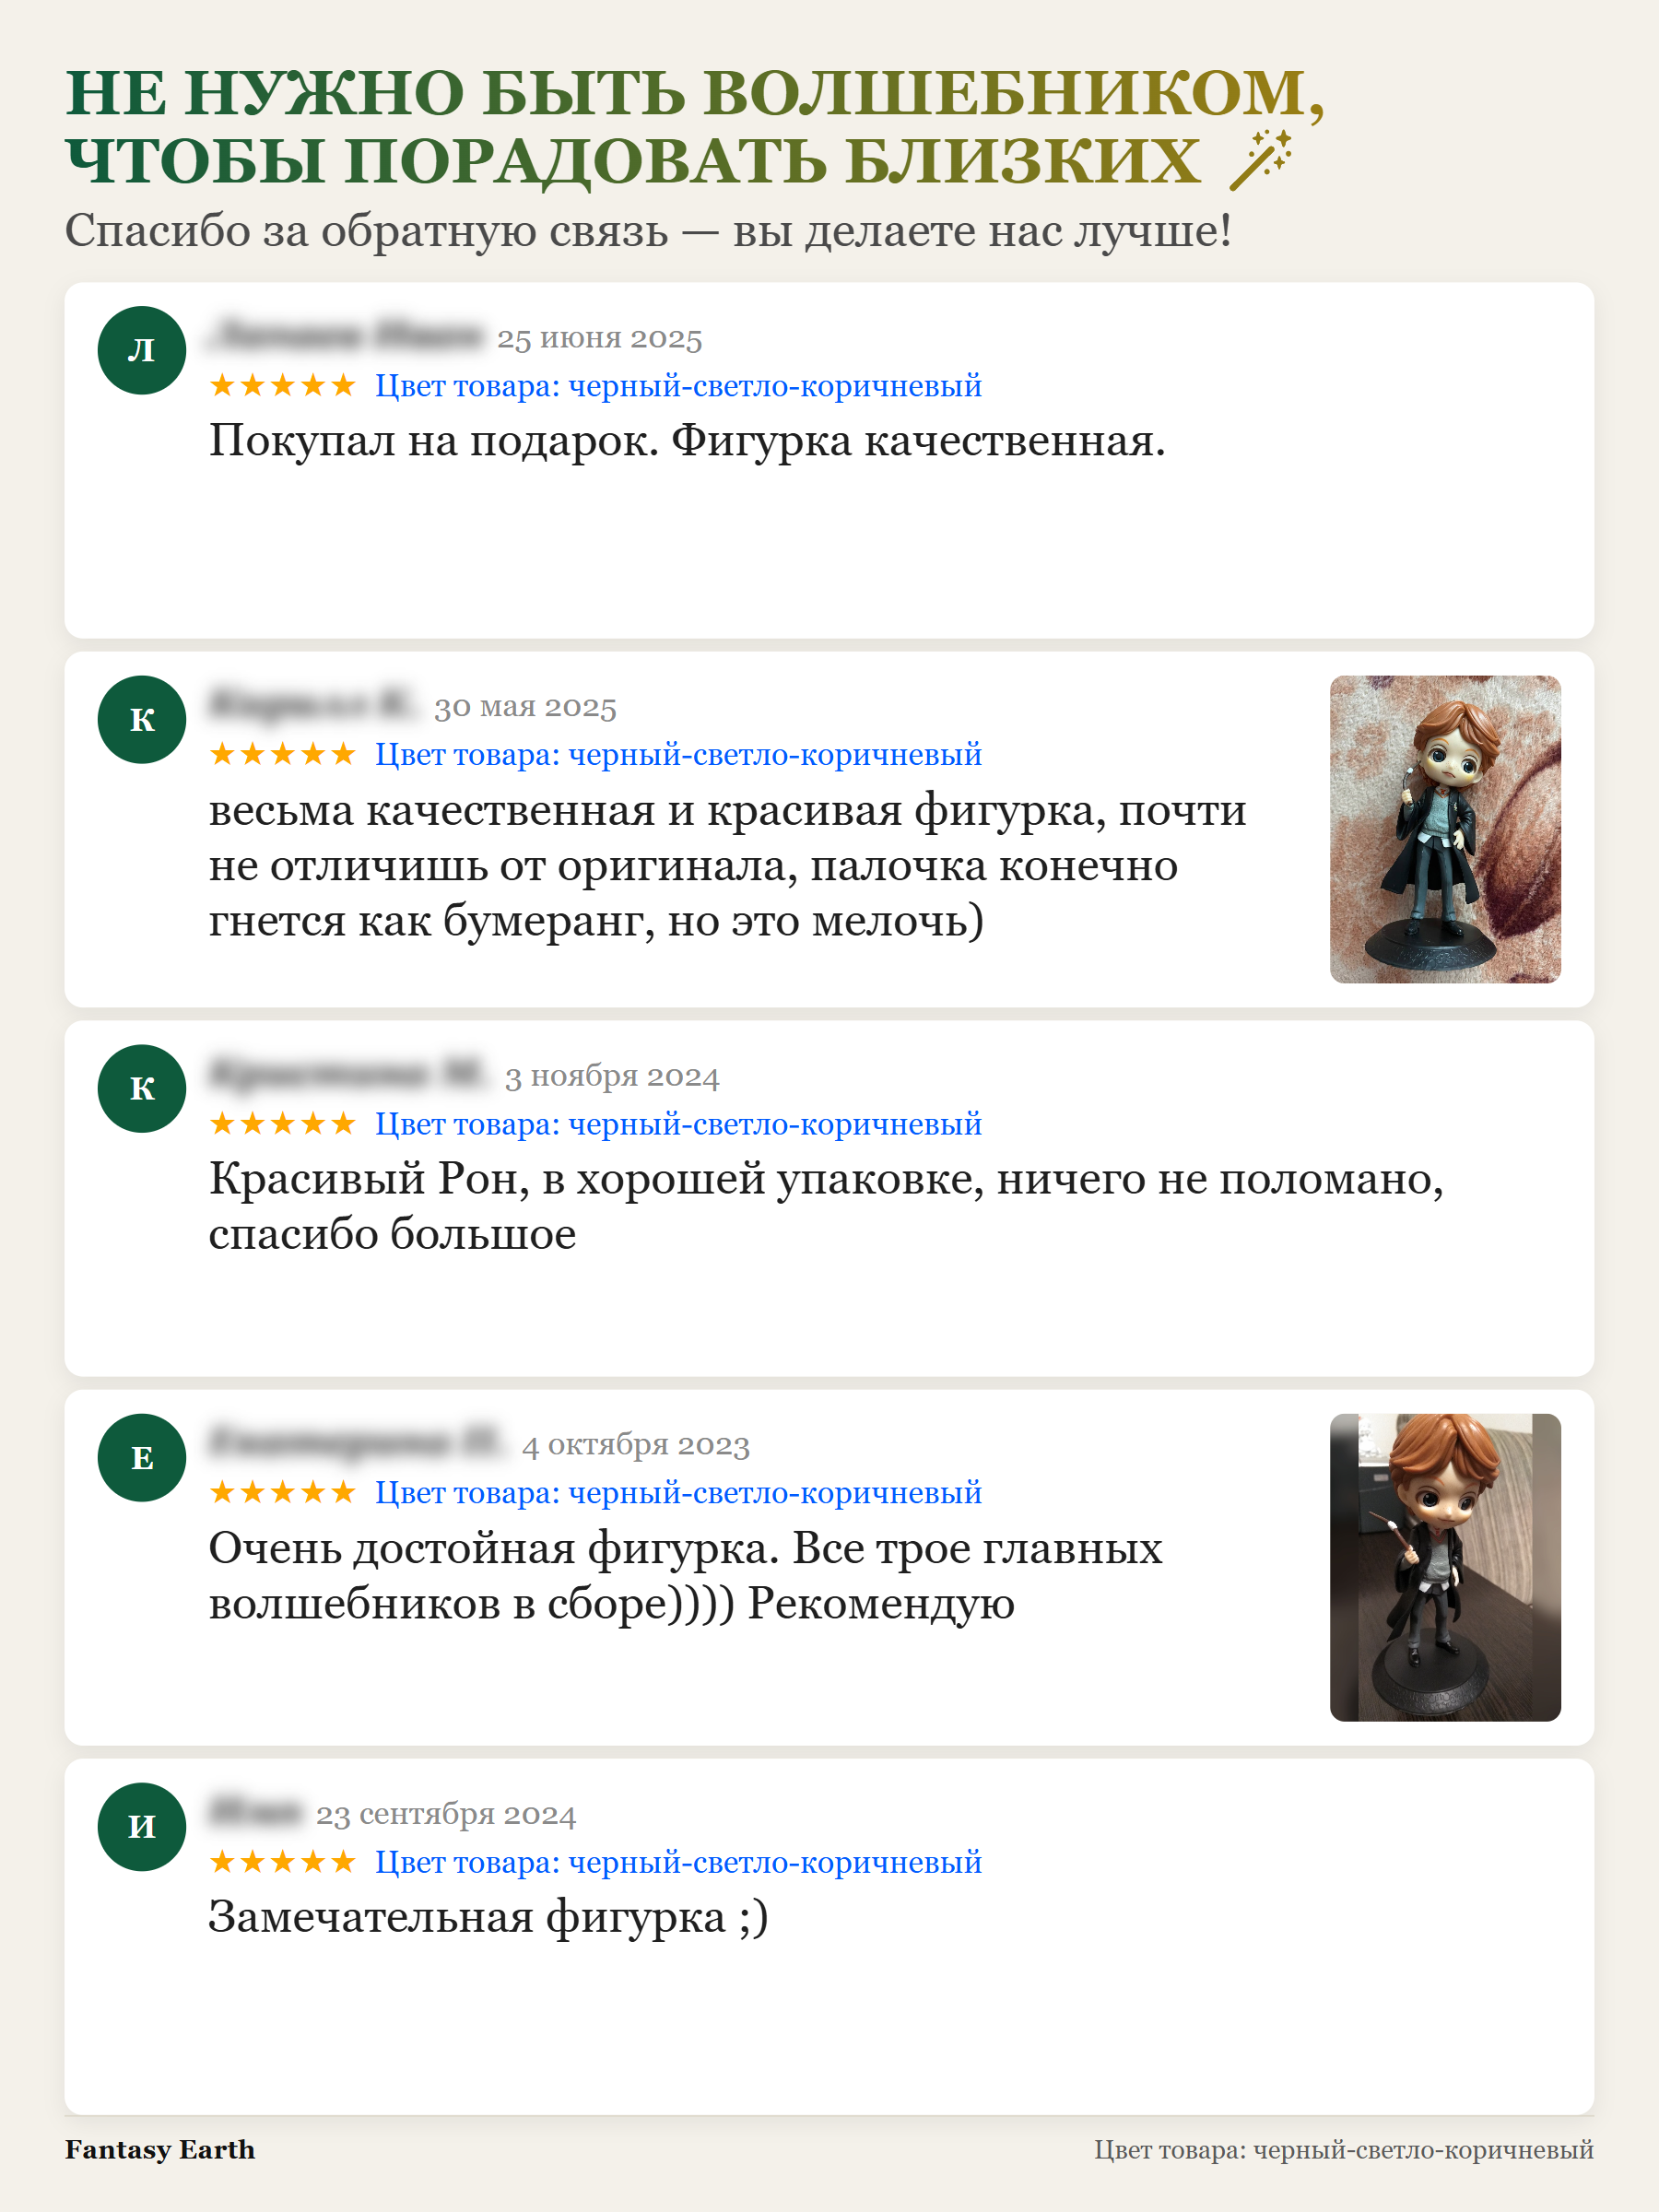 НЕ НУЖНО БЫТЬ ВОЛШЕБНИКОМ,
ЧТОБЫ ПОРАДОВАТЬ БЛИЗКИХ
Спасибо за обратную связь — вы делаете нас лучше!
Л
25 июня 2025
★★★★★ Цвет товара: черный-светло-коричневый
Покупал на подарок. Фигурка качественная.
К
30 мая 2025
★★★★★ Цвет товара: черный-светло-коричневый
весьма качественная и красивая фигурка, почти
не отличишь от оригинала, палочка конечно
гнется как бумеранг, но это мелочь)
К
3 ноября 2024
★★★★★ Цвет товара: черный-светло-коричневый
Красивый Рон, в хорошей упаковке, ничего не поломано,
спасибо большое
Е
4 октября 2023
★★★★★ Цвет товара: черный-светло-коричневый
Очень достойная фигурка. Все трое главных
волшебников в сборе)))) Рекомендую
И
23 сентября 2024
★★★★★ Цвет товара: черный-светло-коричневый
Замечательная фигурка ;)
Fantasy Earth
Цвет товара: черный-светло-коричневый